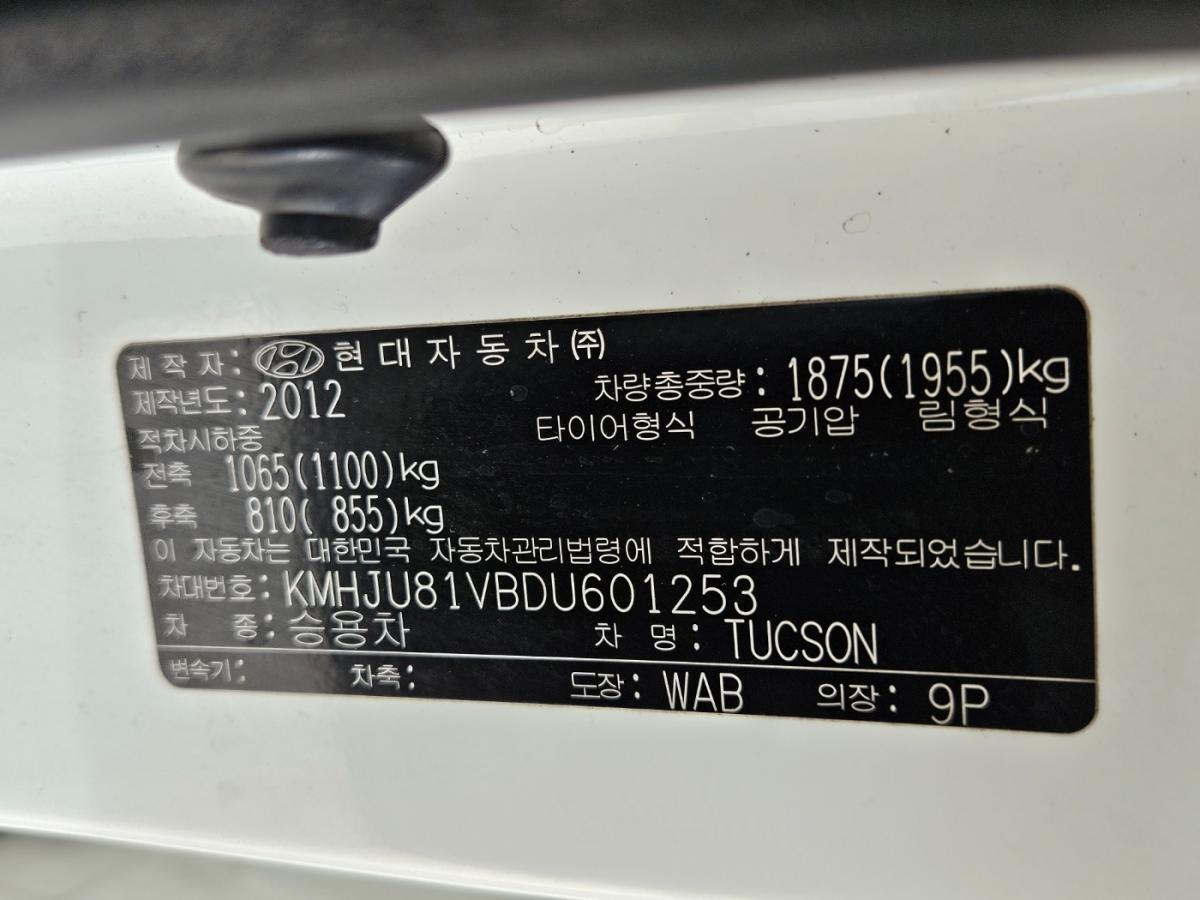 제 작 자 : 현 대 자 동 차 ㈜
제작년도 : 2012 차량총중량 : 1875(1955)kg
적차시하중 타이어형식 공기압 림형식
전축 1065(1100)kg
후축 810( 855)kg
이 자동차는 대한민국 자동차관리법령에 적합하게 제작되었습니다.
차대번호 : KMHJU81VBDU601253
차 종 : 승용차 차 명 : TUCSON
변속기 : 차축 : 도장 : WAB 의장 : 9P